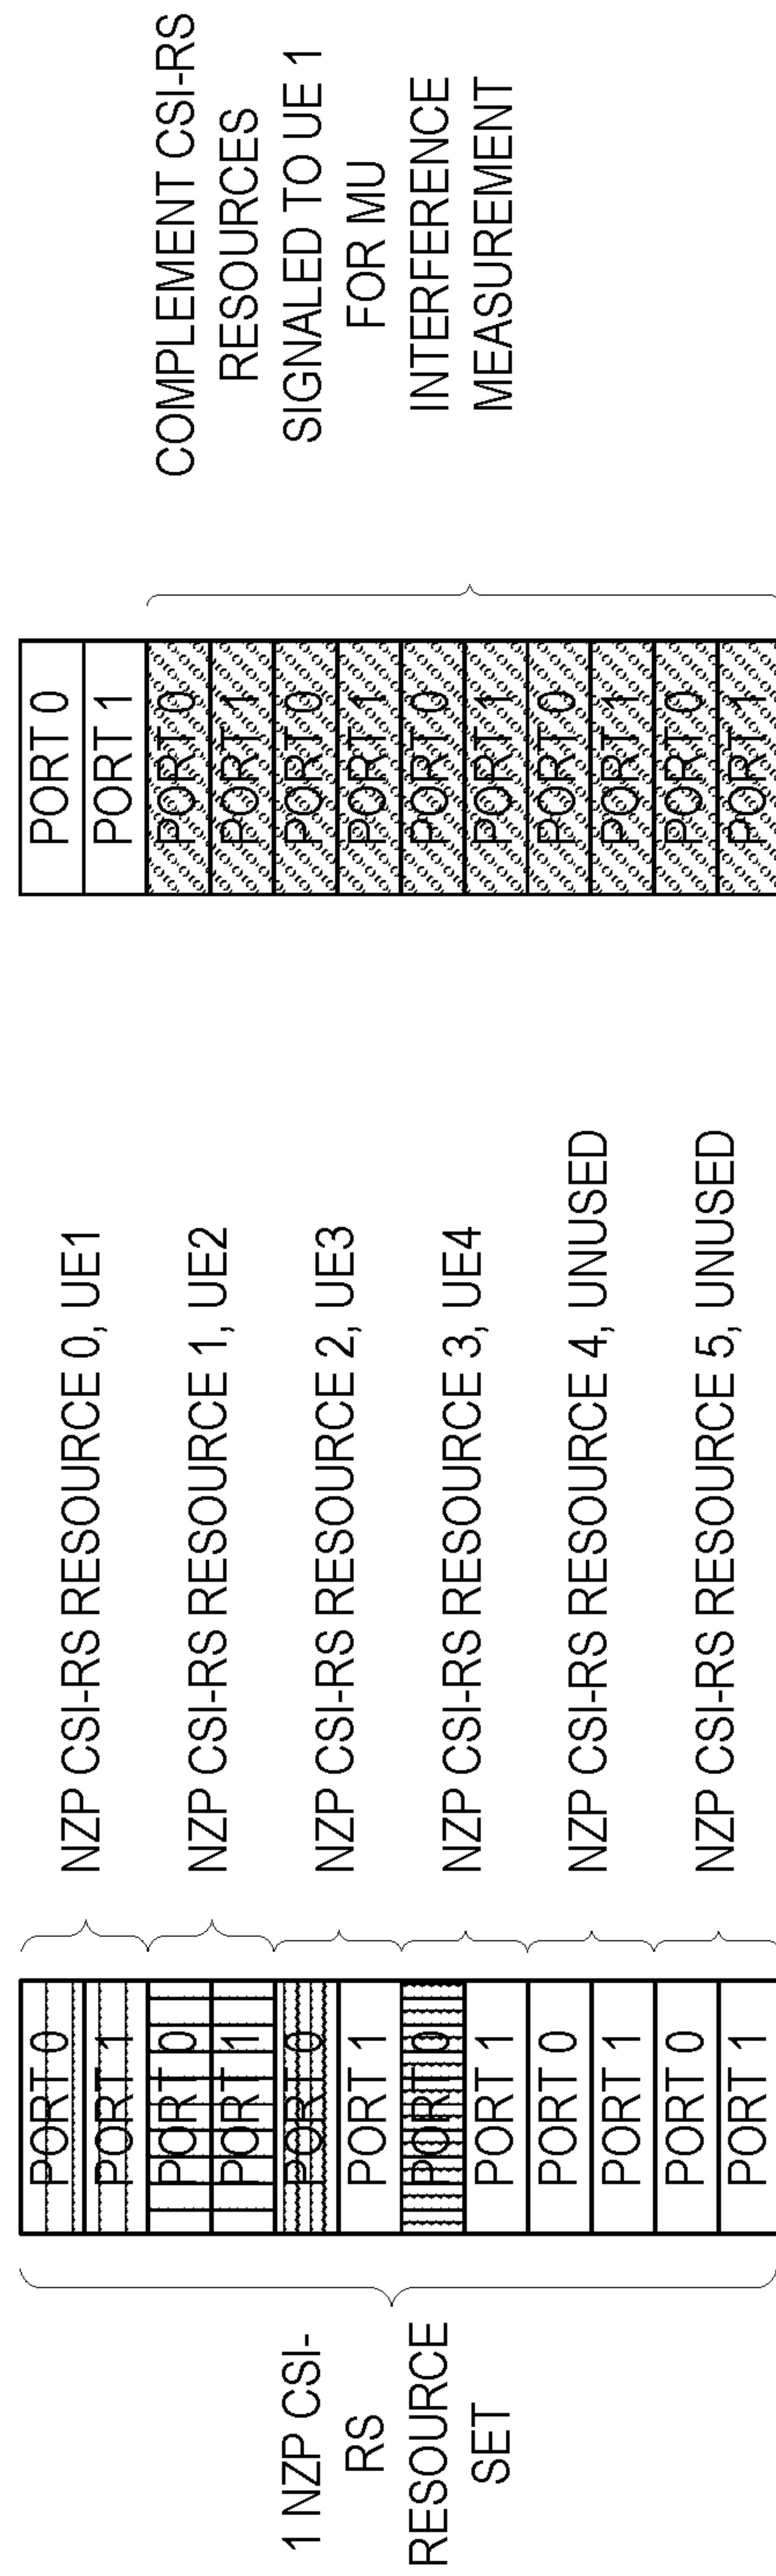 1 NZP CSI-
RS
RESOURCE
SET
PORT 0
PORT 1
PORT 0
PORT 1
PORT 0
PORT 1
PORT 0
PORT 1
PORT 0
PORT 1
PORT 0
PORT 1
NZP CSI-RS RESOURCE 0, UE1
NZP CSI-RS RESOURCE 1, UE2
NZP CSI-RS RESOURCE 2, UE3
NZP CSI-RS RESOURCE 3, UE4
NZP CSI-RS RESOURCE 4, UNUSED
NZP CSI-RS RESOURCE 5, UNUSED
PORT 0
PORT 1
PORT 0
PORT 1
PORT 0
PORT 1
PORT 0
PORT 1
PORT 0
PORT 1
PORT 0
PORT 1
COMPLEMENT CSI-RS
RESOURCES
SIGNALED TO UE 1
FOR MU
INTERFERENCE
MEASUREMENT